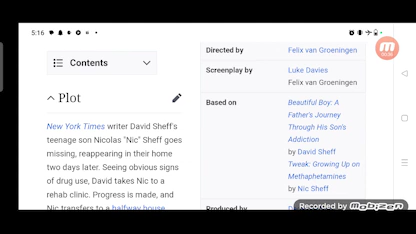 5:16
Contents
Plot
New York Times writer David Sheff's
teenage son Nicolas "Nic" Sheff goes
missing, reappearing in their home
two days later. Seeing obvious signs
of drug use, David takes Nic to a
rehab clinic. Progress is made, and
Nic transfers to a halfway house
Directed by
Felix van Groeningen
Screenplay by
Luke Davies
Felix van Groeningen
Based on
Beautiful Boy: A
Father's Journey
Through His Son's
Addiction
by David Sheff
Tweak: Growing Up on
Methaphetamines
by Nic Sheff
Produced by
Recorded by mobizen